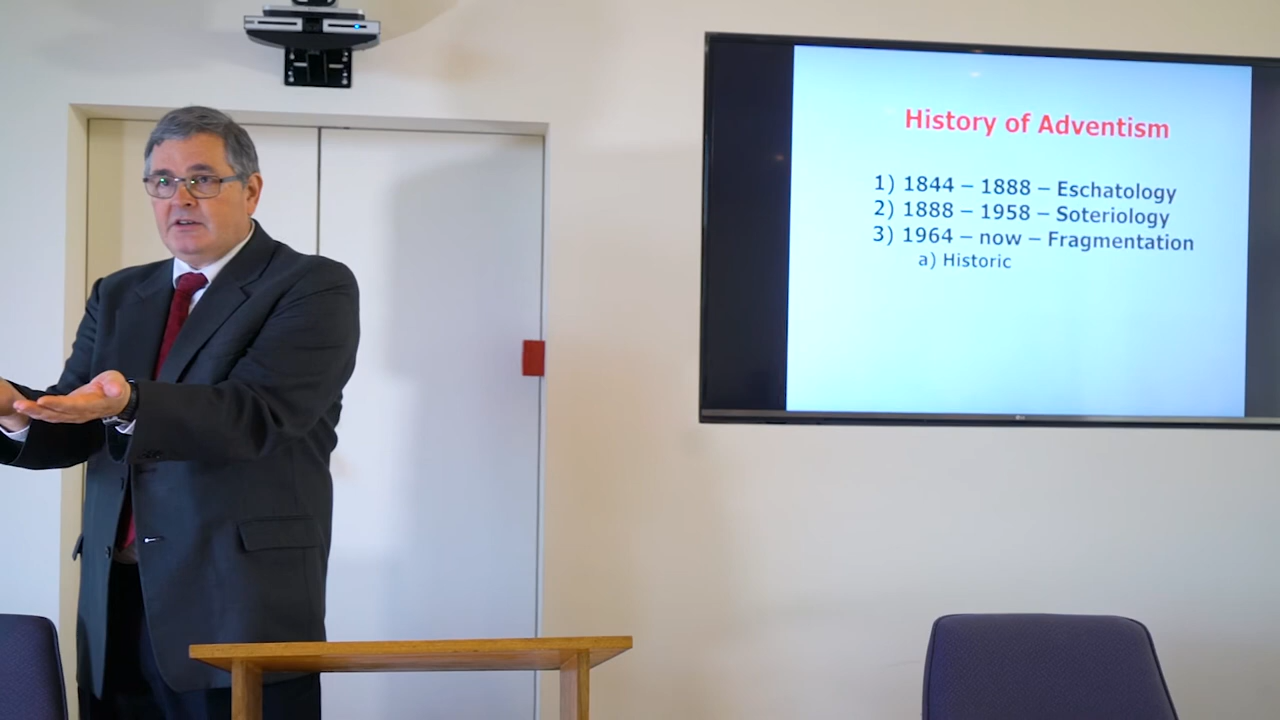 History of Adventism
1) 1844 – 1888 – Eschatology
2) 1888 – 1958 – Soteriology
3) 1964 – now – Fragmentation
a) Historic